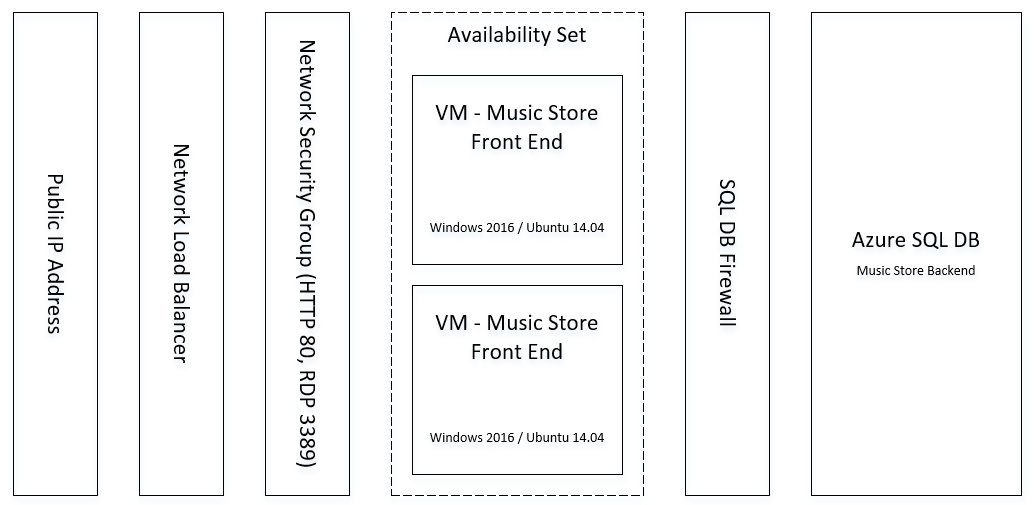 Public IP Address
Network Load Balancer
Network Security Group (HTTP 80, RDP 3389)
Availability Set
VM - Music Store
Front End
Windows 2016 / Ubuntu 14.04
VM - Music Store
Front End
Windows 2016 / Ubuntu 14.04
SQL DB Firewall
Azure SQL DB
Music Store Backend